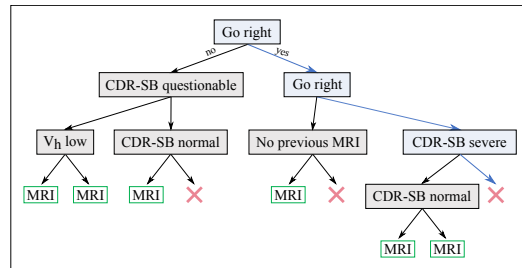 Go right
no
yes
CDR-SB questionable
Go right
V_h low
CDR-SB normal
No previous MRI
CDR-SB severe
MRI
MRI
MRI
MRI
CDR-SB normal
MRI
MRI